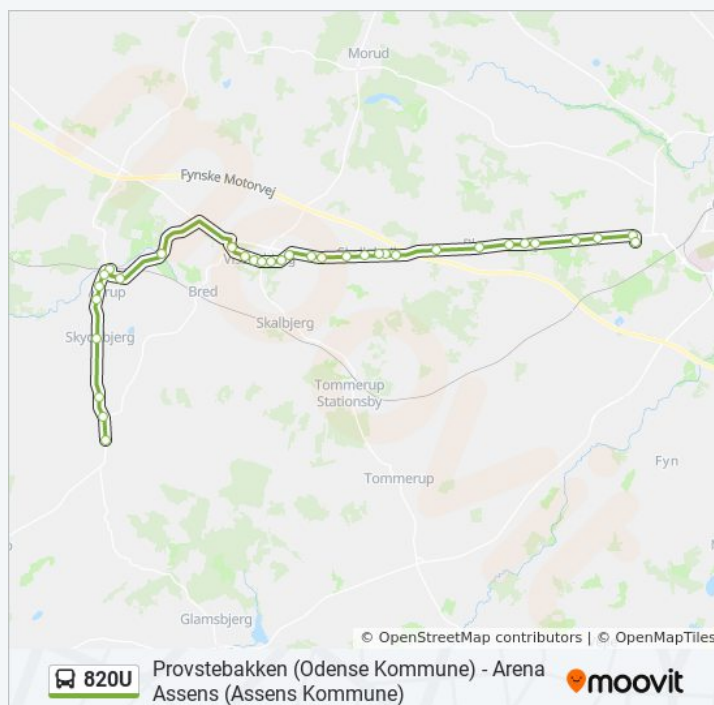 Morud
Fynske Motorvej
Bred
Skalbjerg
Tommerup
Stationsby
Tommerup
Fyn
Glamsbjerg
© OpenStreetMap contributors | © OpenMapTiles
820U
Provstebakken (Odense Kommune) - Arena
Assens (Assens Kommune)
moovit